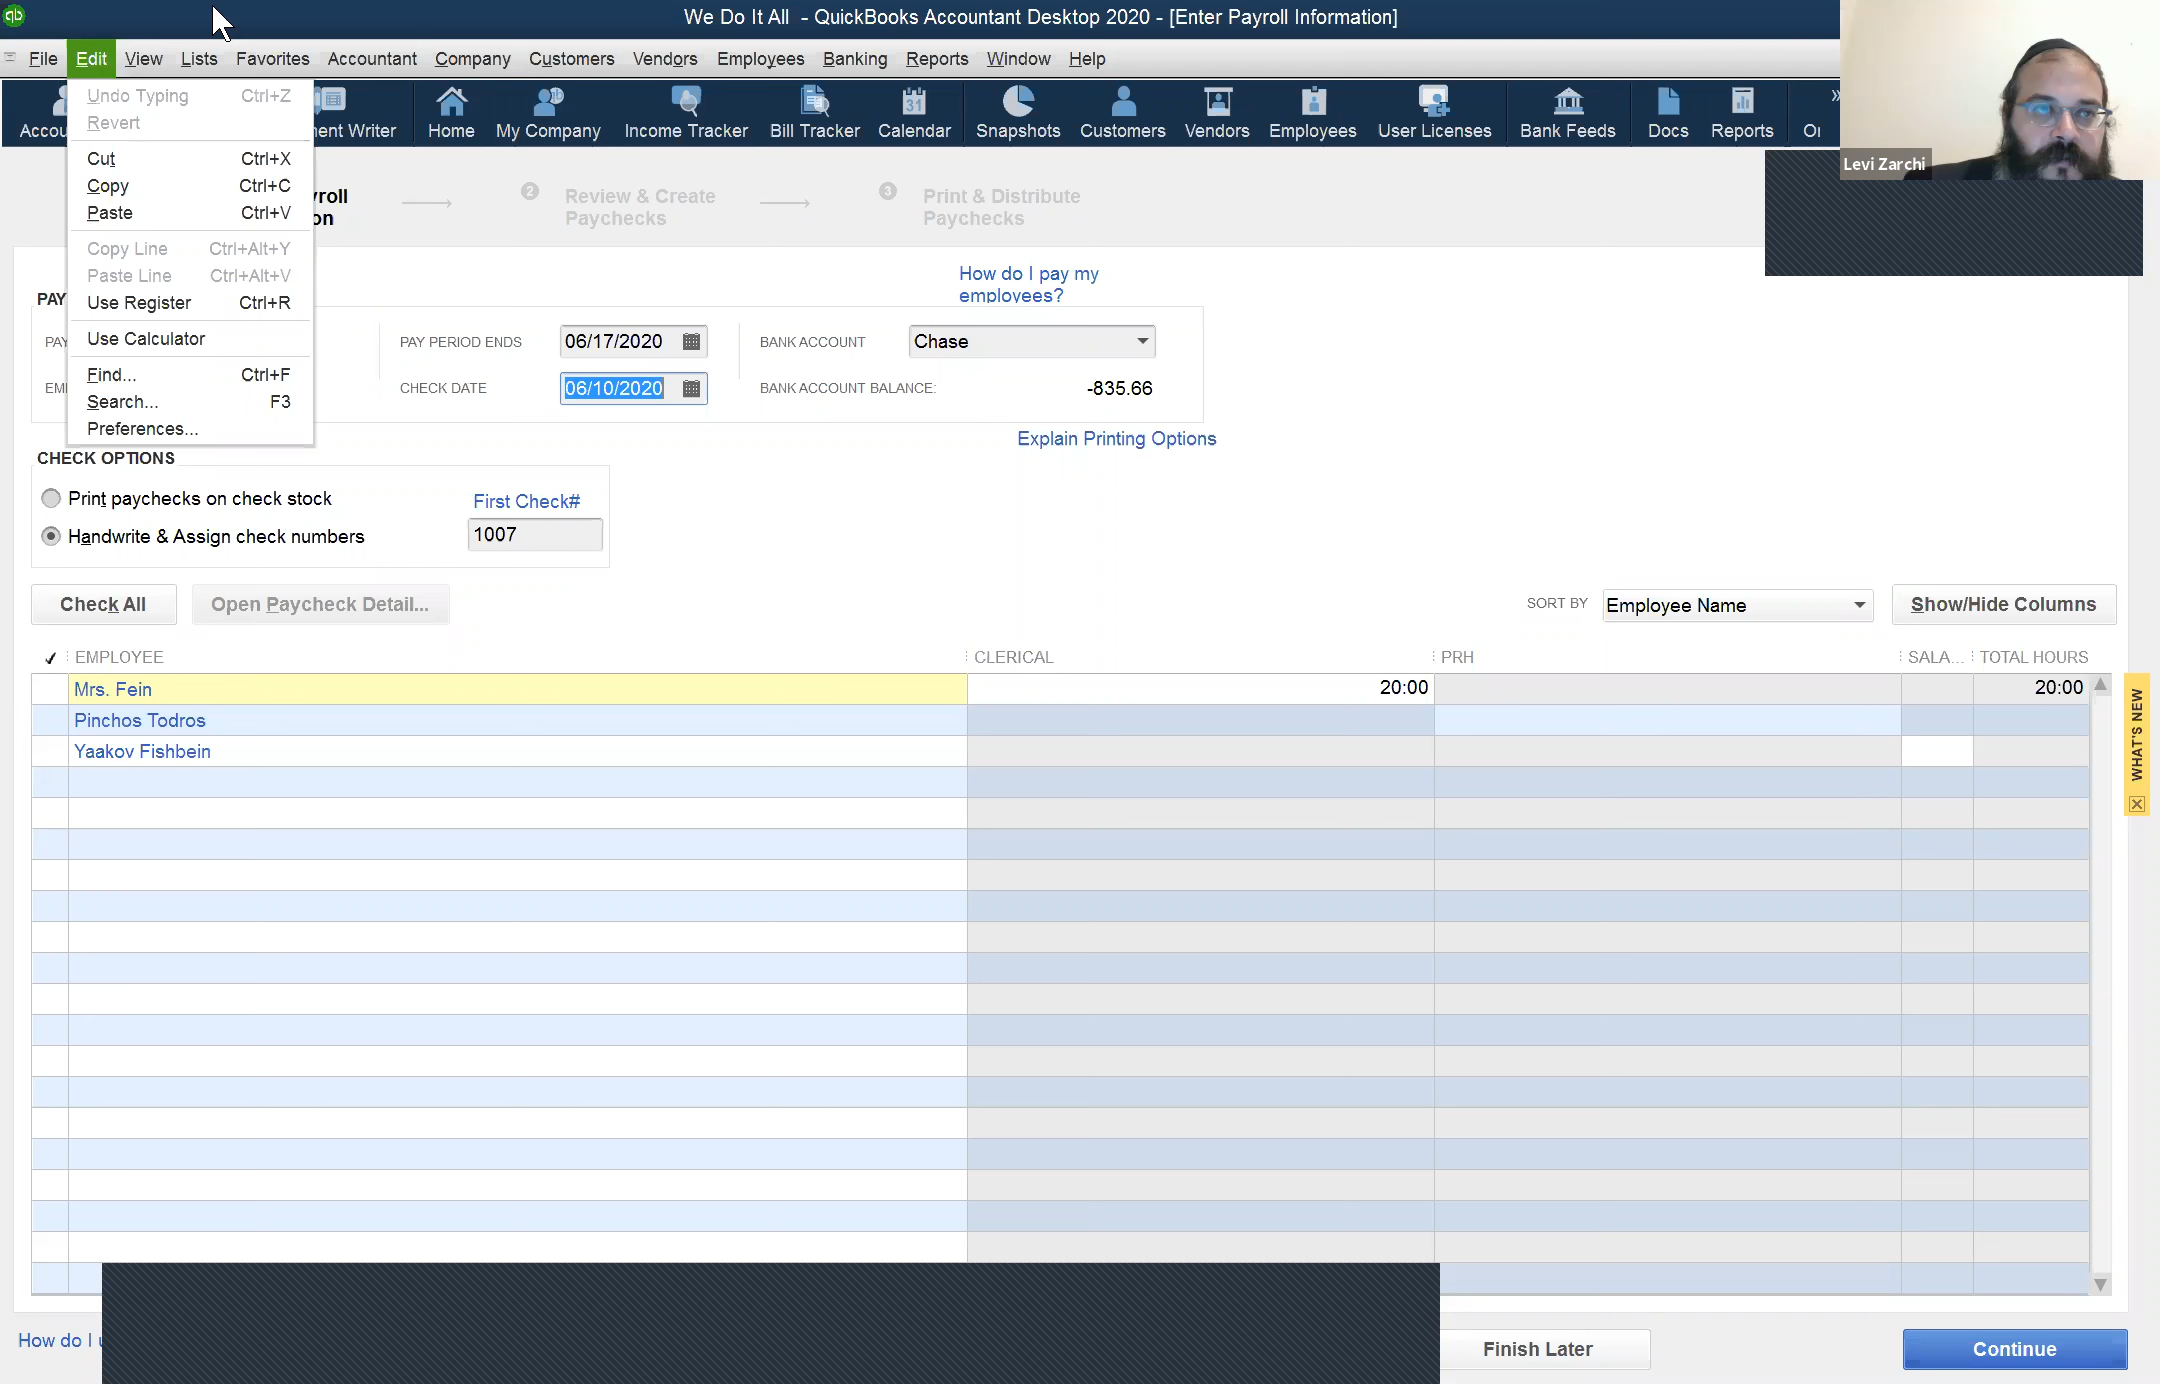 We Do It All - QuickBooks Accountant Desktop 2020 - [Enter Payroll Information]
File Edit View Lists Favorites Accountant Company Customers Vendors Employees Banking Reports Window Help
Home My Company Income Tracker Bill Tracker Calendar Snapshots Customers Vendors Employees User Licenses Bank Feeds Docs Reports
Writer
31
Levi Zarchi
Undo Typing Ctrl+Z
Revert
Cut Ctrl+X
Copy Ctrl+C
Paste Ctrl+V
Copy Line Ctrl+Alt+Y
Paste Line Ctrl+Alt+V
Use Register Ctrl+R
Use Calculator
Find... Ctrl+F
Search... F3
Preferences...
2 Review & Create
Paychecks
3 Print & Distribute
Paychecks
How do I pay my
employees?
PAY PERIOD ENDS 06/17/2020 BANK ACCOUNT Chase
CHECK DATE 06/10/2020 BANK ACCOUNT BALANCE: -835.66
Explain Printing Options
CHECK OPTIONS
Print paychecks on check stock First Check#
Handwrite & Assign check numbers 1007
Check All Open Paycheck Detail... SORT BY Employee Name Show/Hide Columns
EMPLOYEE CLERICAL PRH SALA... TOTAL HOURS
Mrs. Fein 20:00 20:00
Pinchos Todros
Yaakov Fishbein
WHAT'S NEW
How do I
Finish Later Continue